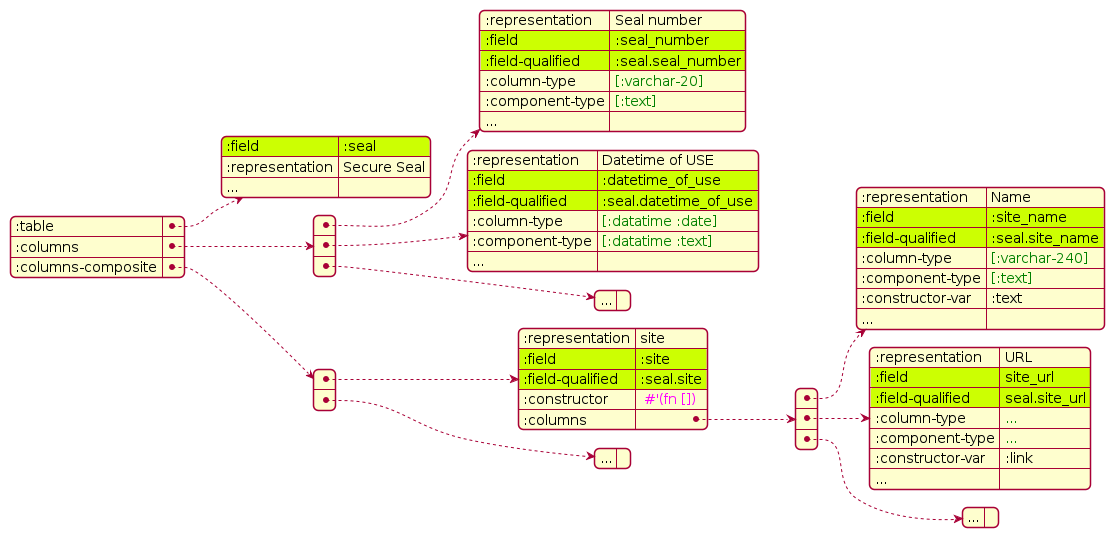 :table
:columns
:columns-composite
:field :seal
:representation Secure Seal
...
:representation Seal number
:field :seal_number
:field-qualified :seal.seal_number
:column-type [:varchar-20]
:component-type [:text]
...
:representation Datetime of USE
:field :datetime_of_use
:field-qualified :seal.datetime_of_use
:column-type [:datatime :date]
:component-type [:datatime :text]
...
...
:representation site
:field :site
:field-qualified :seal.site
:constructor #'(fn [])
:columns
...
:representation Name
:field :site_name
:field-qualified :seal.site_name
:column-type [:varchar-240]
:component-type [:text]
:constructor-var :text
...
:representation URL
:field site_url
:field-qualified seal.site_url
:column-type ...
:component-type ...
:constructor-var :link
...
...